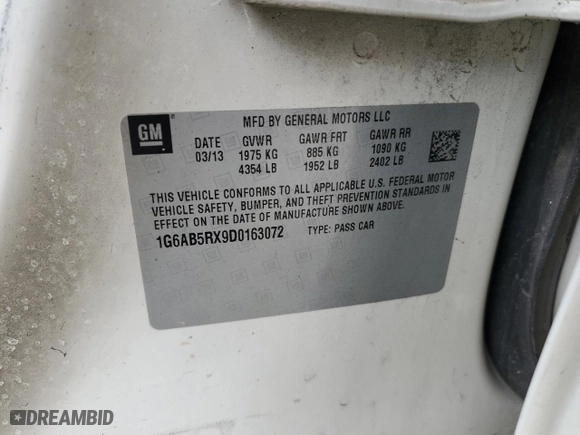 GM
MFD BY GENERAL MOTORS LLC
DATE GVWR GAWR FRT GAWR RR
03/13 1975 KG 885 KG 1090 KG
4354 LB 1952 LB 2402 LB
THIS VEHICLE CONFORMS TO ALL APPLICABLE U.S. FEDERAL MOTOR
VEHICLE SAFETY, BUMPER, AND THEFT PREVENTION STANDARDS IN
EFFECT ON THE DATE OF MANUFACTURE SHOWN ABOVE.
1G6AB5RX9D0163072 TYPE: PASS CAR
DREAMBID